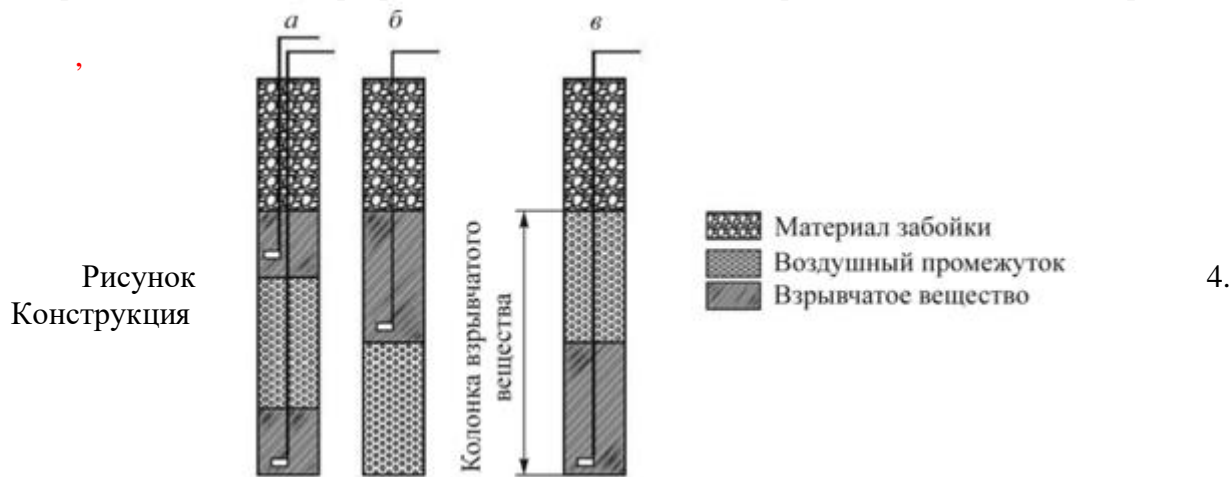 а б в
,
Материал забойки
Воздушный промежуток
Взрывчатое вещество
Колонка взрывчатого
вещества
Рисунок 4.
Конструкция